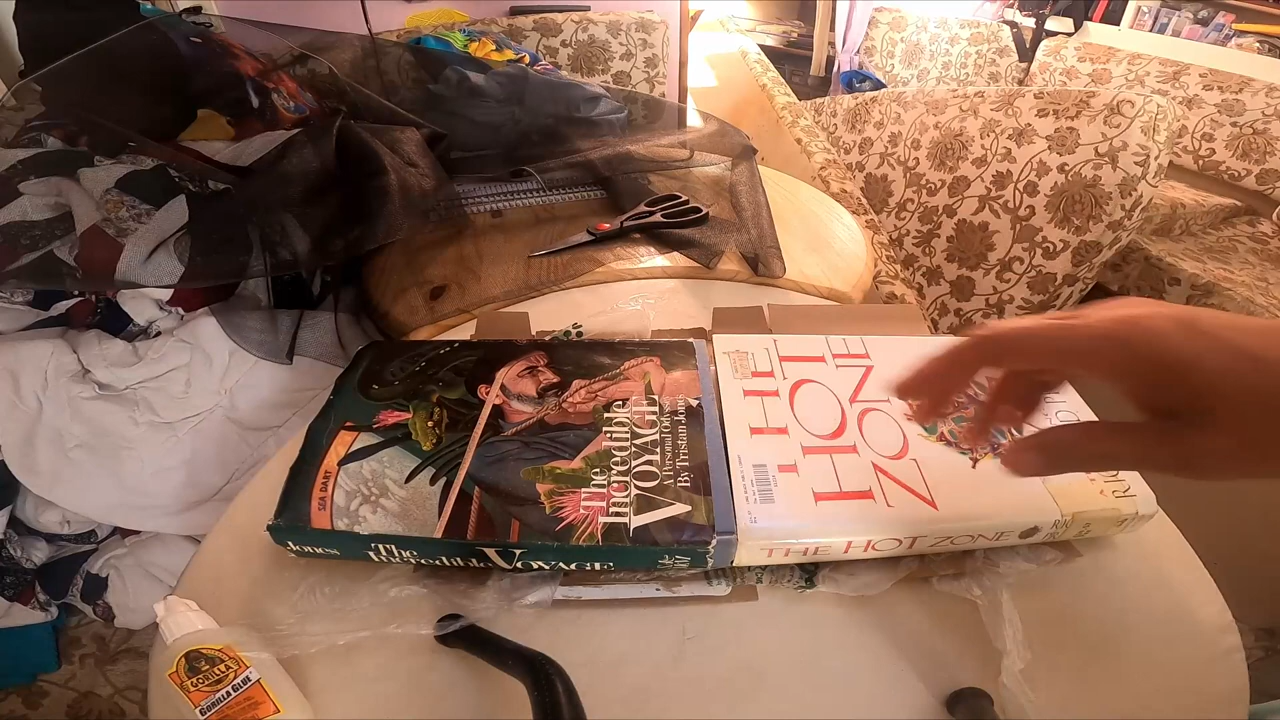 The
Incredible
VOYAGE
A Personal Odyssey
By Tristan Jones
SEA DART
Jones
The
Incredible VOYAGE
THE
HOT
ZONE
THE HOT ZONE
GORILLA
GORILLA GLUE